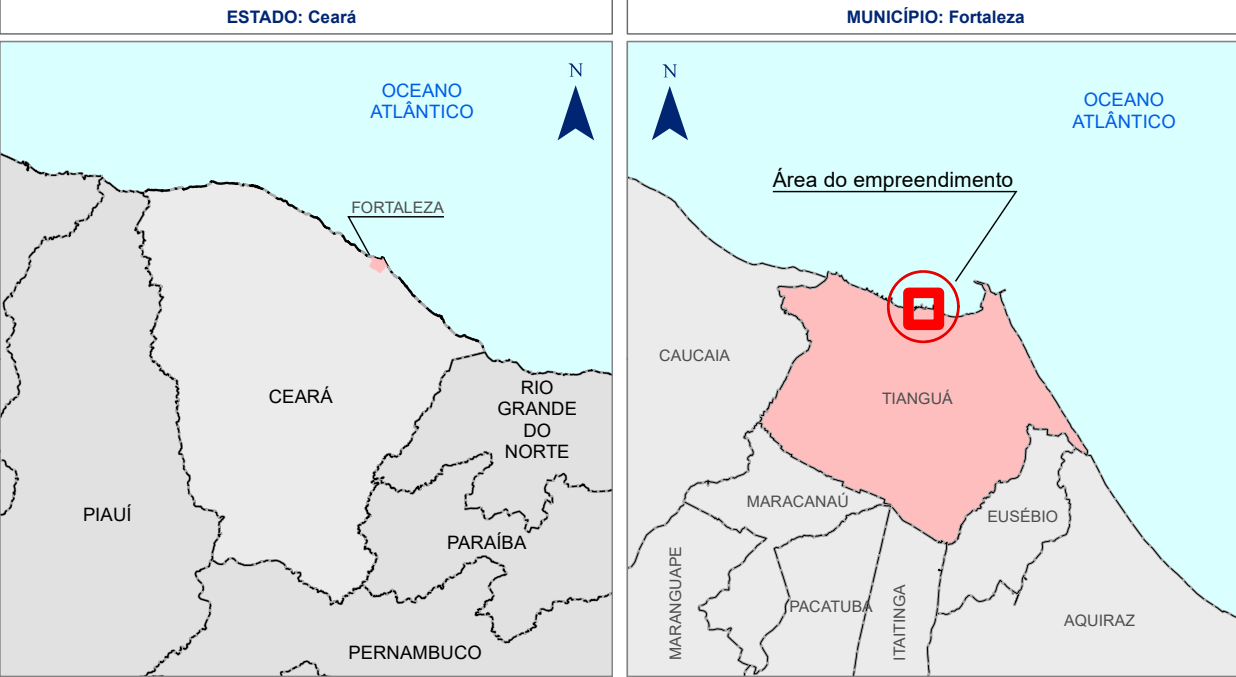 ESTADO: Ceará
N
OCEANO
ATLÂNTICO
FORTALEZA
CEARÁ
RIO
GRANDE
DO
NORTE
PIAUÍ
PARAÍBA
PERNAMBUCO
MUNICÍPIO: Fortaleza
N
OCEANO
ATLÂNTICO
Área do empreendimento
CAUCAIA
TIANGUÁ
MARACANAÚ
EUSÉBIO
MARANGUAPE
PACATUBA
ITAITINGA
AQUIRAZ